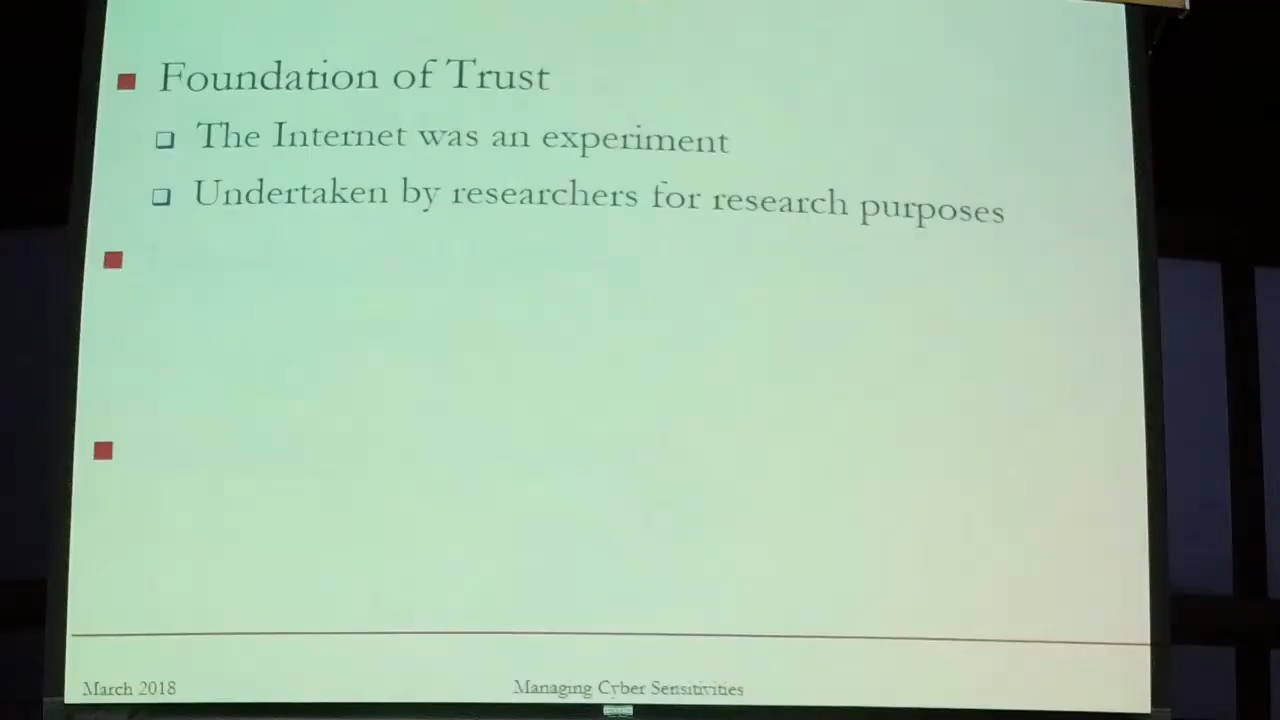 Foundation of Trust
The Internet was an experiment
Undertaken by researchers for research purposes
March 2018
Managing Cyber Sensitivities